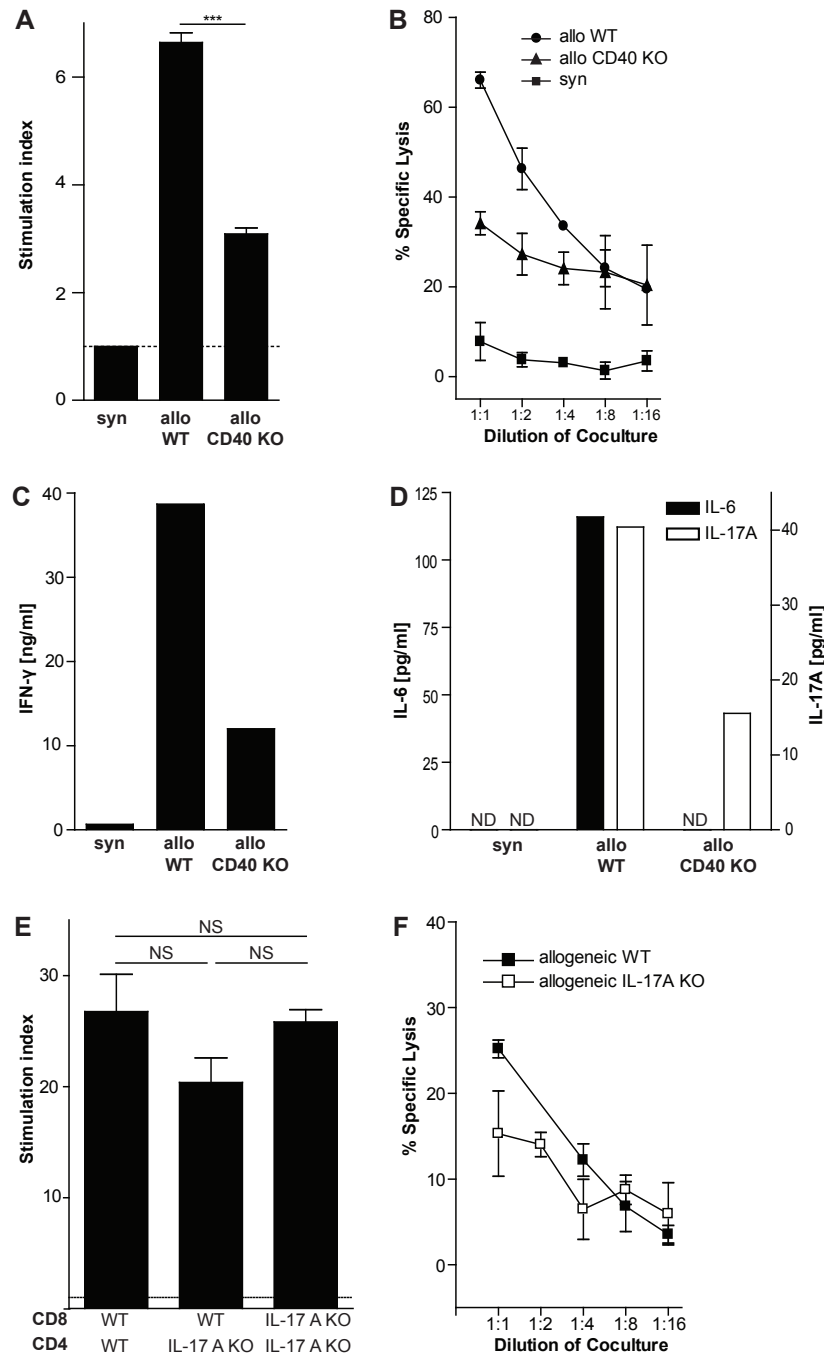 A
***
6
4
2
0
Stimulation index
syn
allo WT
allo CD40 KO
B
allo WT
allo CD40 KO
syn
80
60
40
20
0
% Specific Lysis
1:1 1:2 1:4 1:8 1:16
Dilution of Coculture
C
40
30
20
10
0
IFN-γ [ng/ml]
syn
allo WT
allo CD40 KO
D
IL-6
IL-17A
125
100
75
50
25
0
IL-6 [pg/ml]
40
30
20
10
0
IL-17A [pg/ml]
ND ND
ND
syn
allo WT
allo CD40 KO
E
NS
NS NS
30
20
10
Stimulation index
CD8 WT WT IL-17 A KO
CD4 WT IL-17 A KO IL-17 A KO
F
allogeneic WT
allogeneic IL-17A KO
40
30
20
10
0
% Specific Lysis
1:1 1:2 1:4 1:8 1:16
Dilution of Coculture